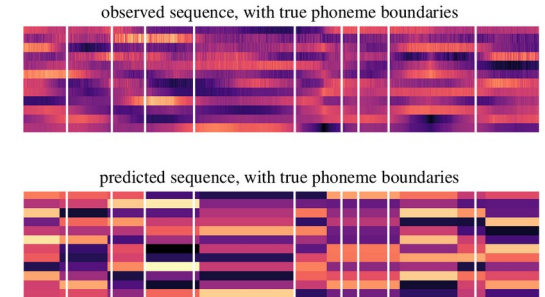 observed sequence, with true phoneme boundaries
predicted sequence, with true phoneme boundaries